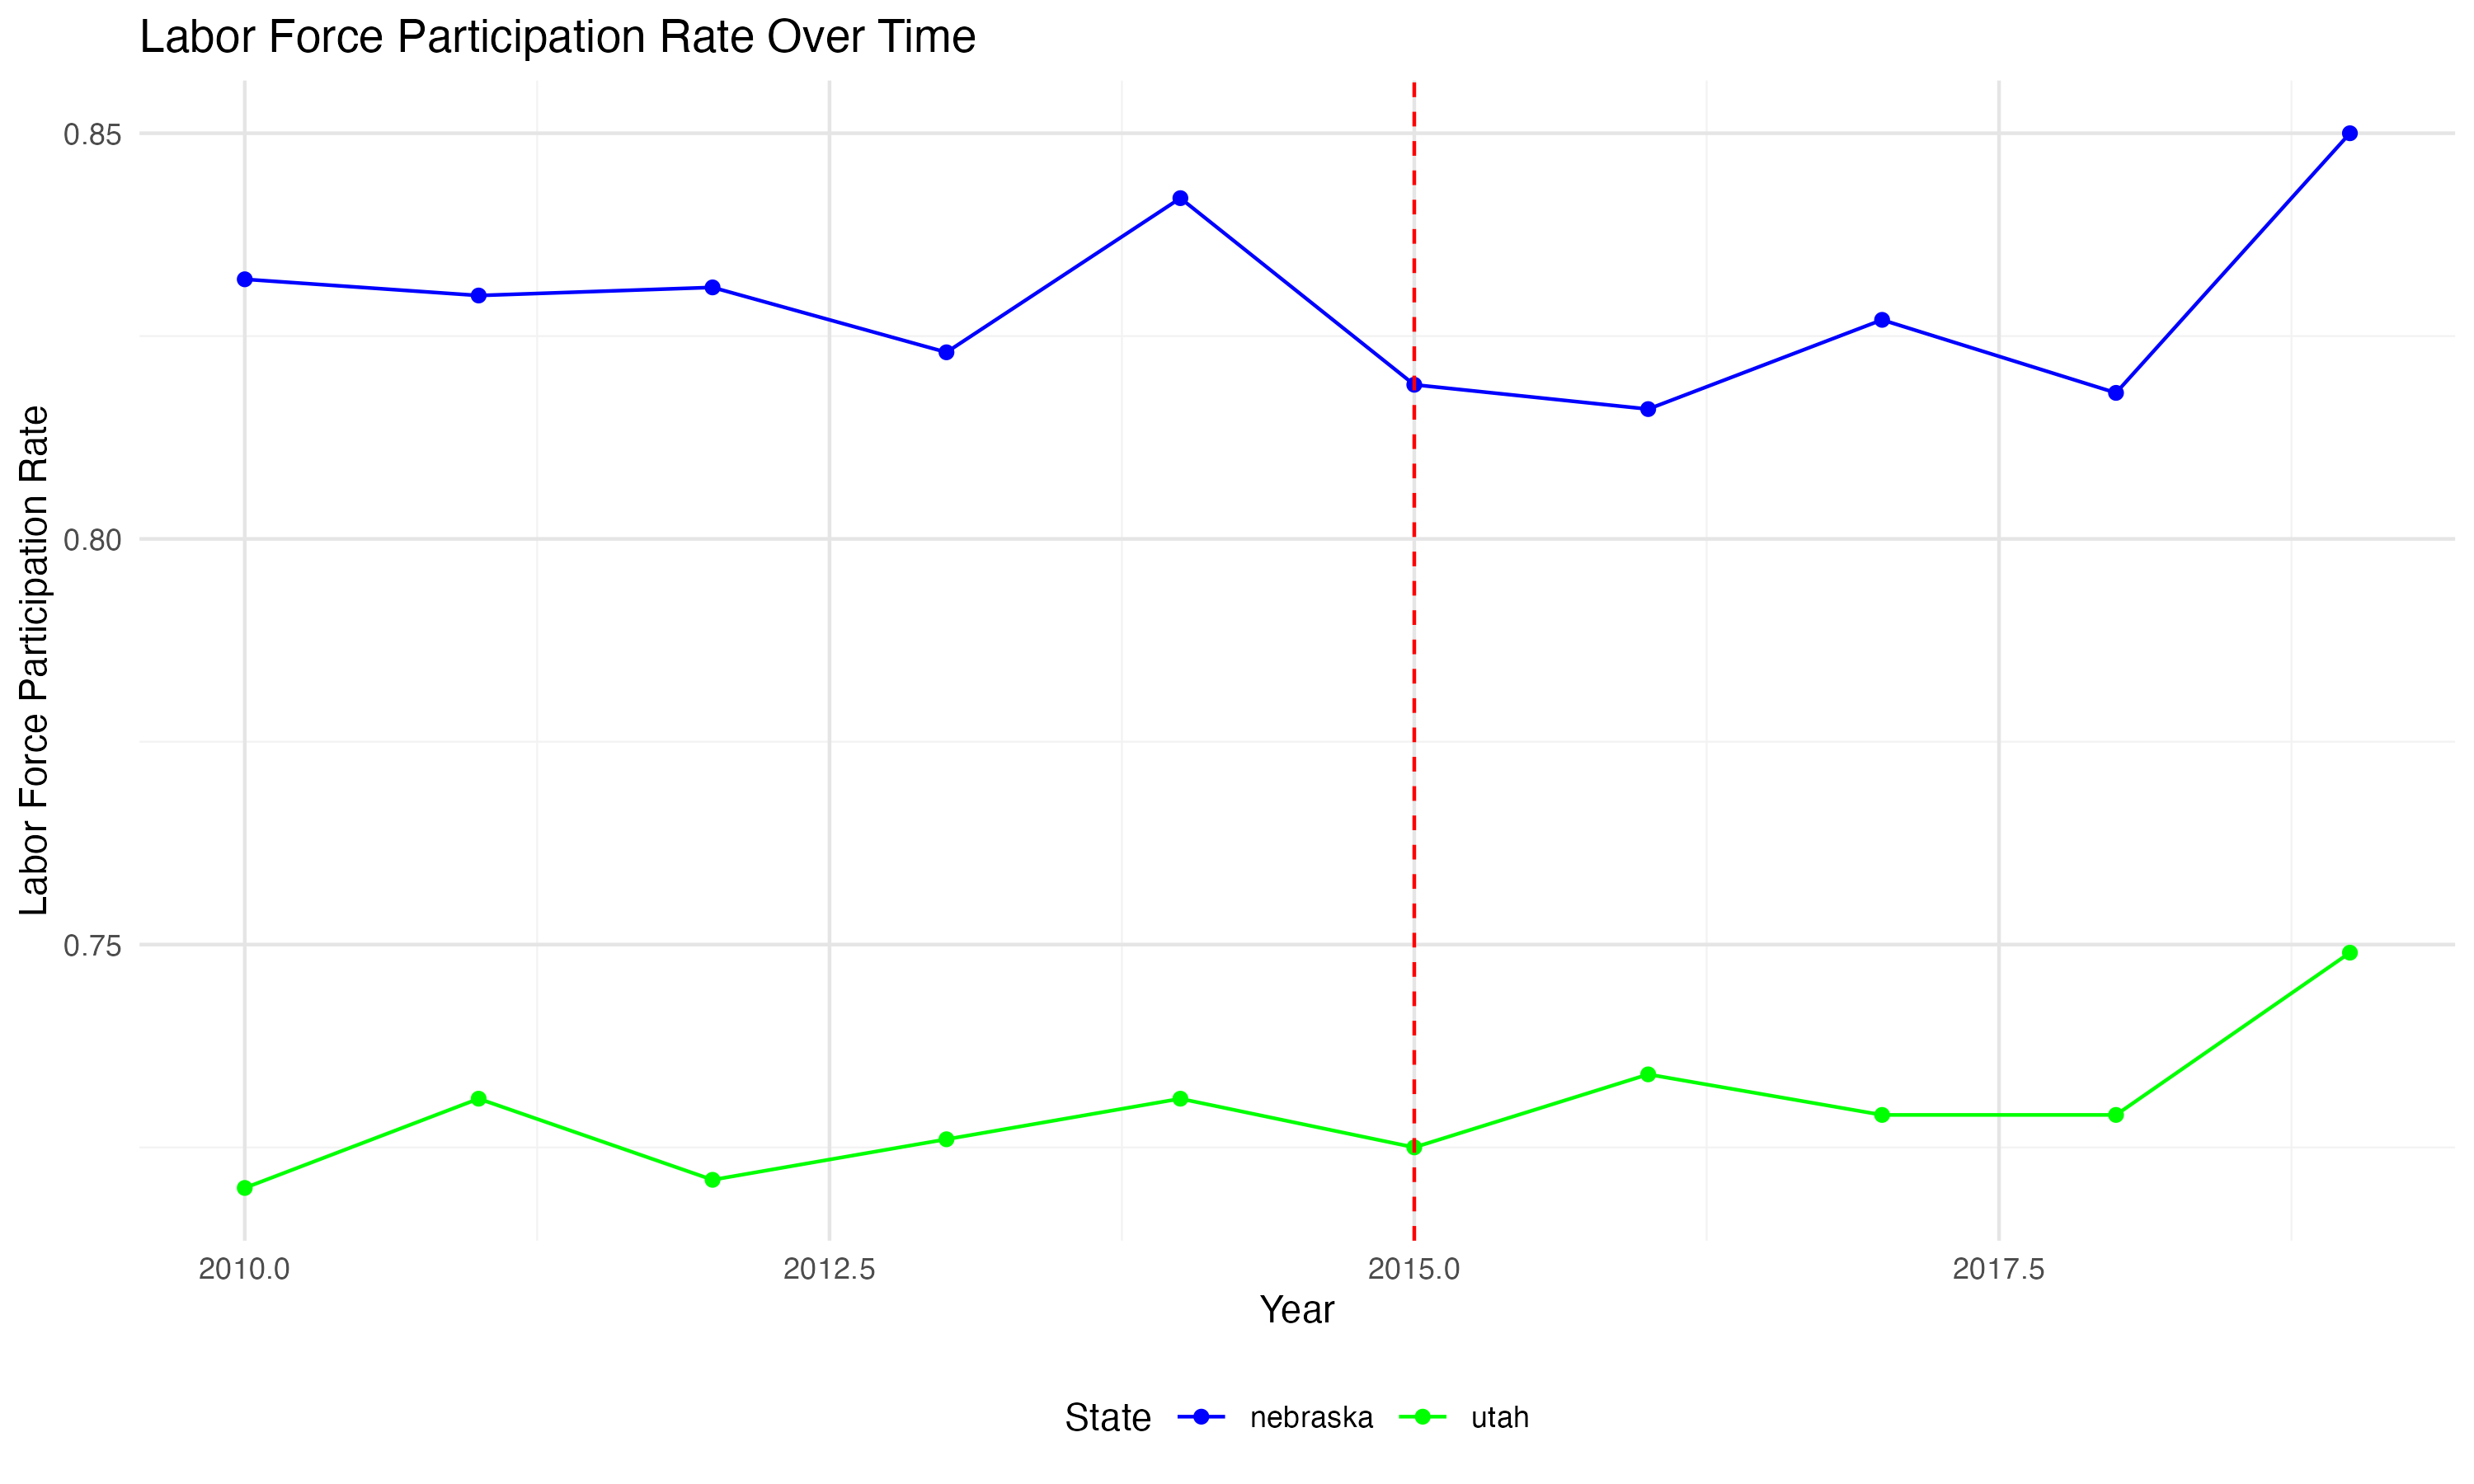 Labor Force Participation Rate Over Time
Labor Force Participation Rate
0.85
0.80
0.75
2010.0 2012.5 2015.0 2017.5
Year
State nebraska utah